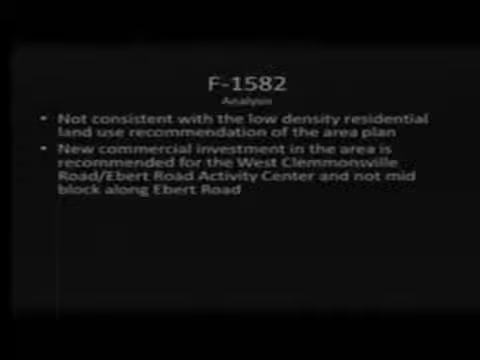 F-1582
Analysis
• Not consistent with the low density residential
land use recommendation of the area plan
• New commercial investment in the area is
recommended for the West Clemmonsville
Road/Ebert Road Activity Center and not mid
block along Ebert Road